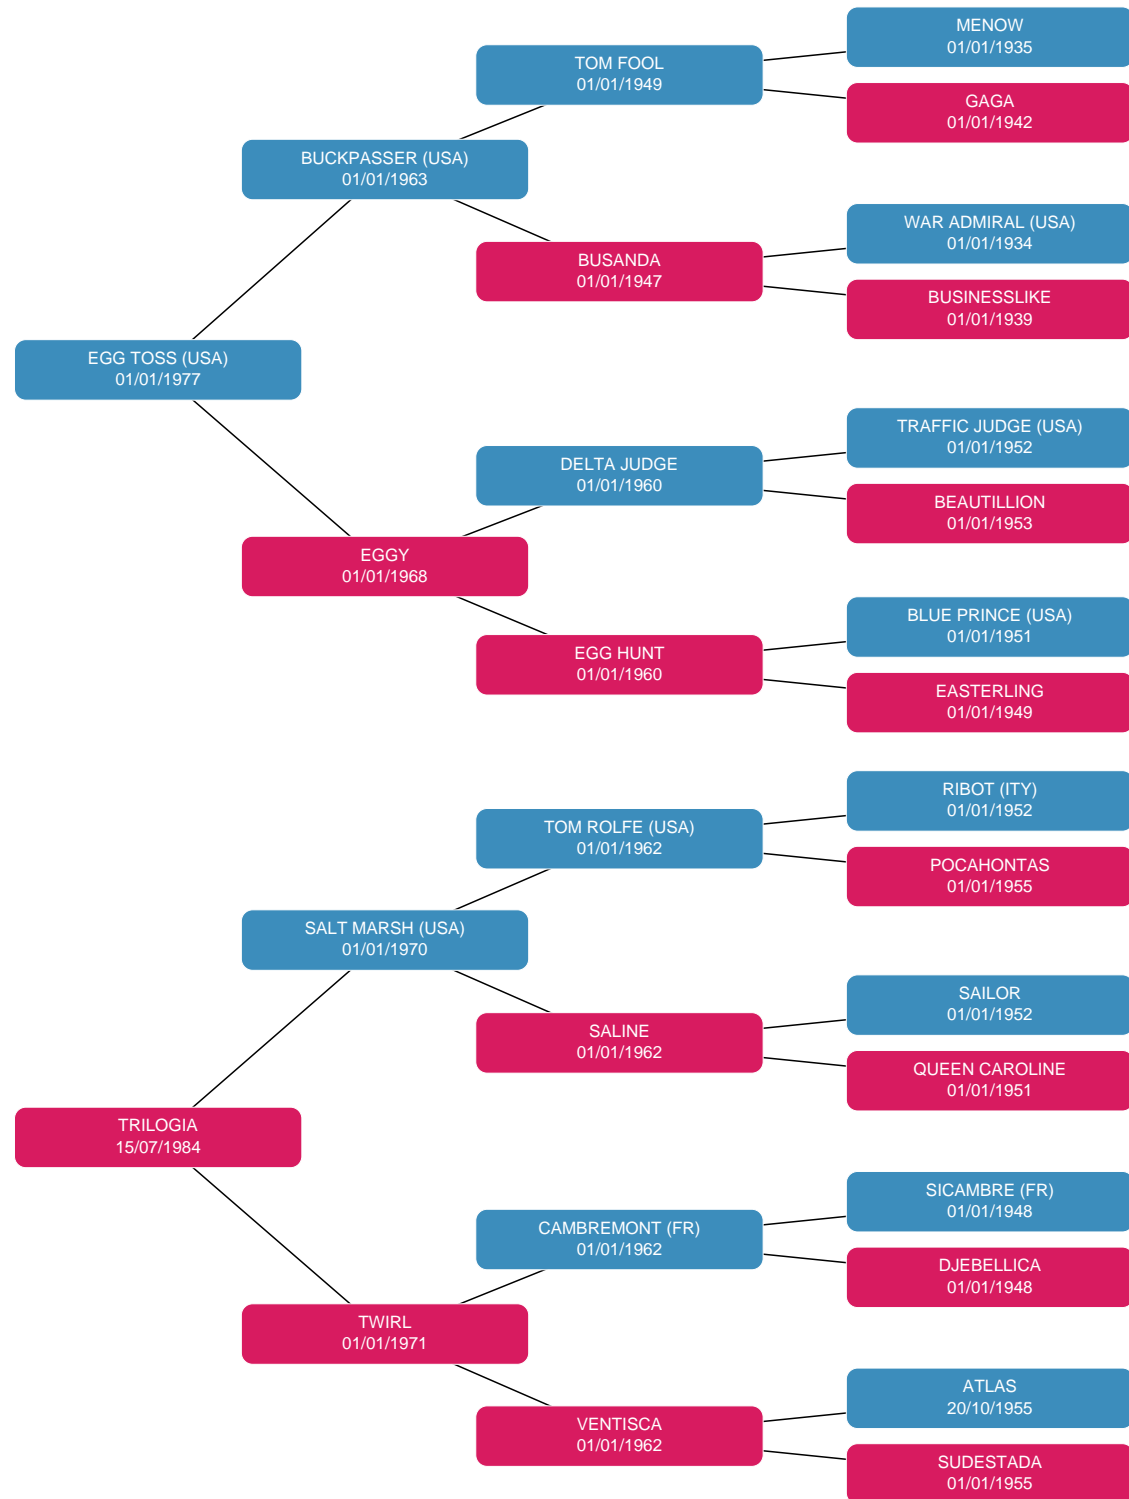 MENOW
01/01/1935
TOM FOOL
01/01/1949
GAGA
01/01/1942
BUCKPASSER (USA)
01/01/1963
WAR ADMIRAL (USA)
01/01/1934
BUSANDA
01/01/1947
BUSINESSLIKE
01/01/1939
EGG TOSS (USA)
01/01/1977
TRAFFIC JUDGE (USA)
01/01/1952
DELTA JUDGE
01/01/1960
BEAUTILLION
01/01/1953
EGGY
01/01/1968
BLUE PRINCE (USA)
01/01/1951
EGG HUNT
01/01/1960
EASTERLING
01/01/1949
RIBOT (ITY)
01/01/1952
TOM ROLFE (USA)
01/01/1962
POCAHONTAS
01/01/1955
SALT MARSH (USA)
01/01/1970
SAILOR
01/01/1952
SALINE
01/01/1962
QUEEN CAROLINE
01/01/1951
TRILOGIA
15/07/1984
SICAMBRE (FR)
01/01/1948
CAMBREMONT (FR)
01/01/1962
DJEBELLICA
01/01/1948
TWIRL
01/01/1971
ATLAS
20/10/1955
VENTISCA
01/01/1962
SUDESTADA
01/01/1955